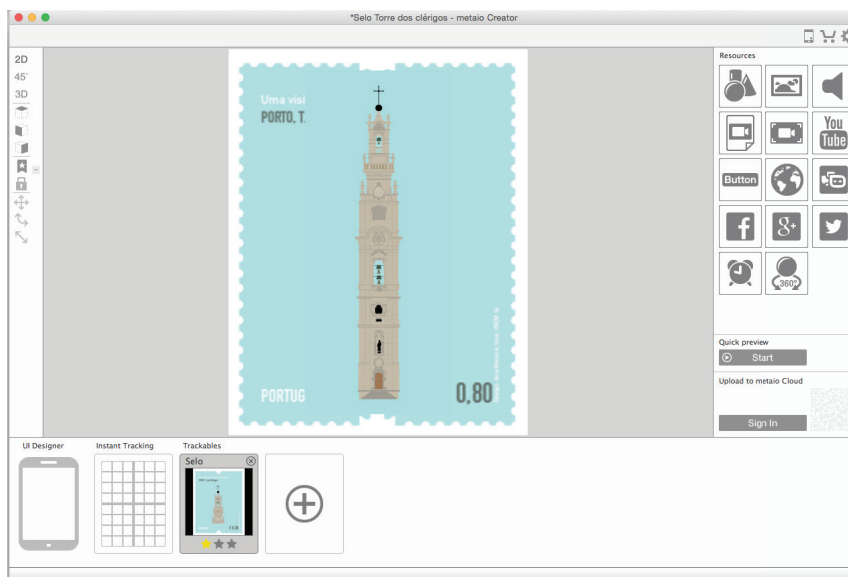 *Selo Torre dos clérigos - metaio Creator
2D
45°
3D
Uma visi
PORTO, T.
PORTUG
0,80
Resources
You
Tube
Button
g+
360°
Quick preview
Start
Upload to metaio Cloud
Sign In
UI Designer
Instant Tracking
Trackables
Selo